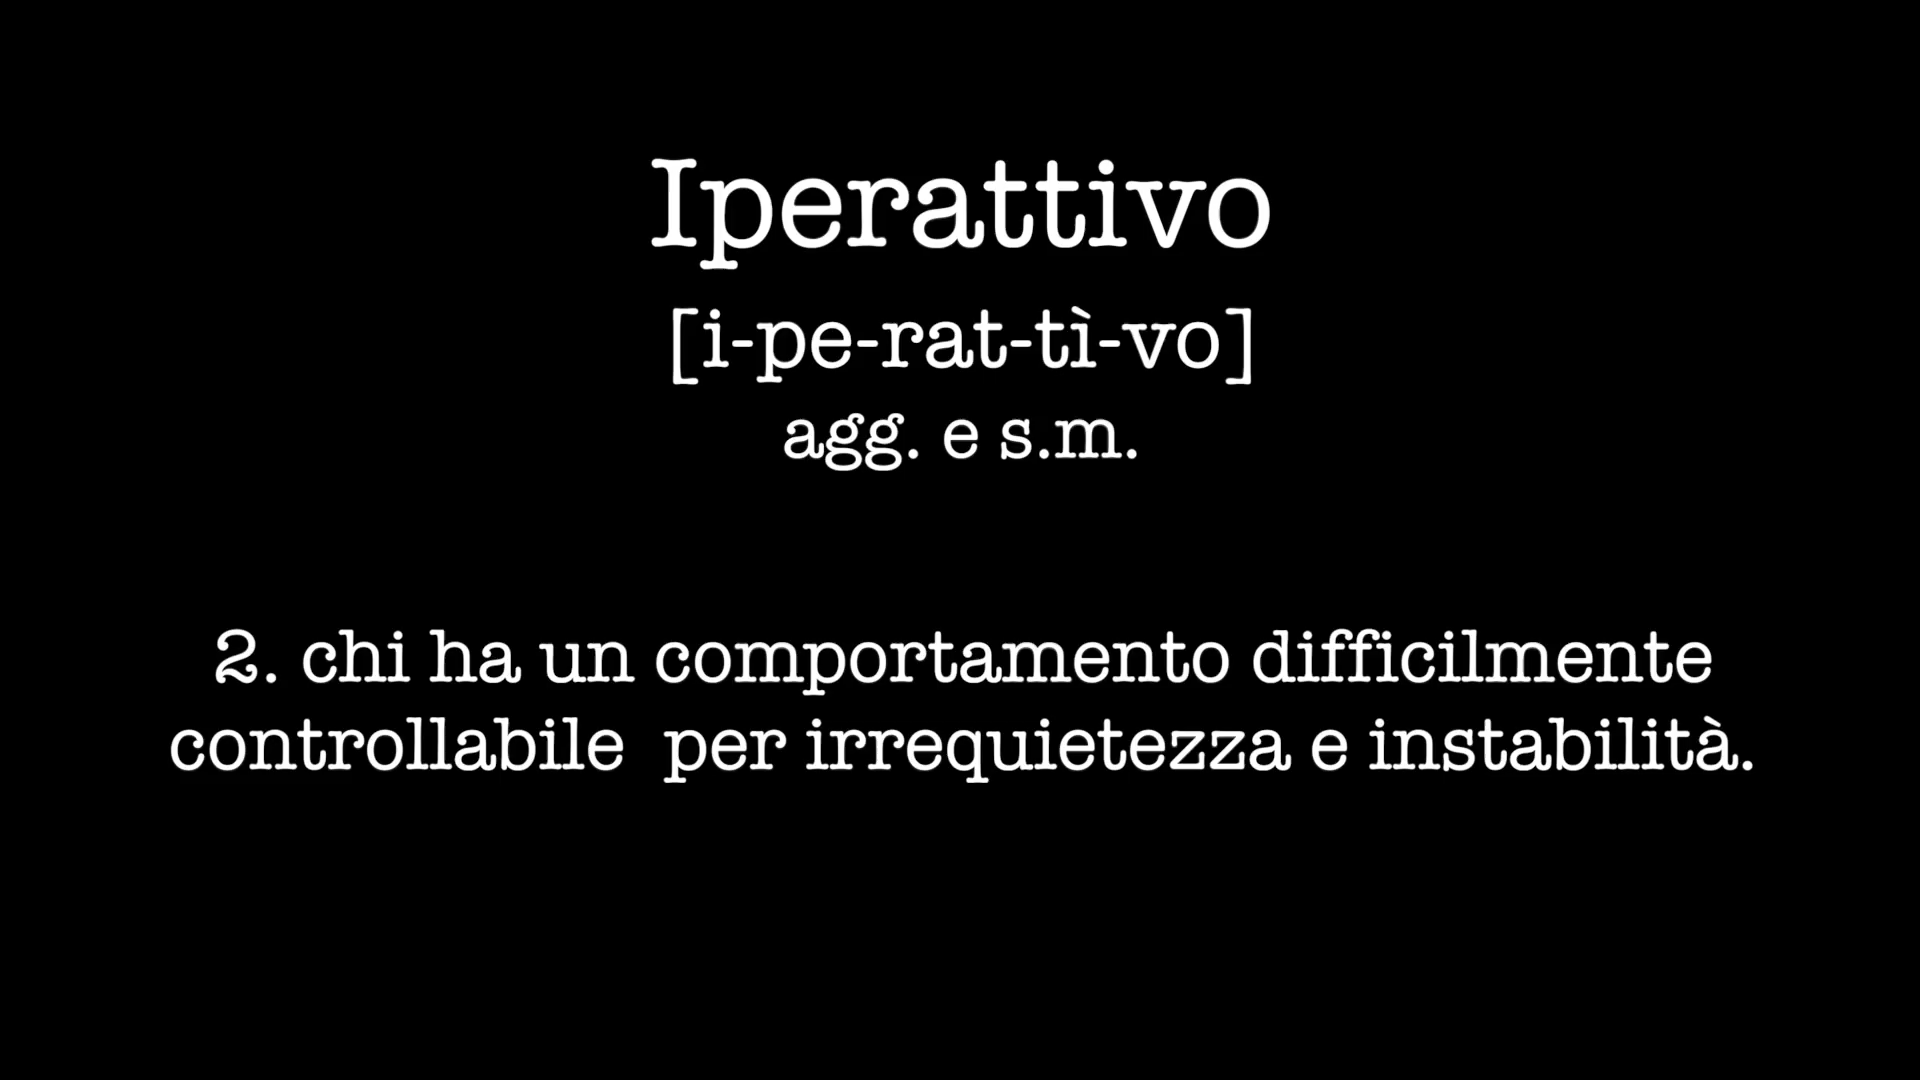 Iperattivo
[i-pe-rat-tì-vo]
agg. e s.m.
2. chi ha un comportamento difficilmente
controllabile  per irrequietezza e instabilità.